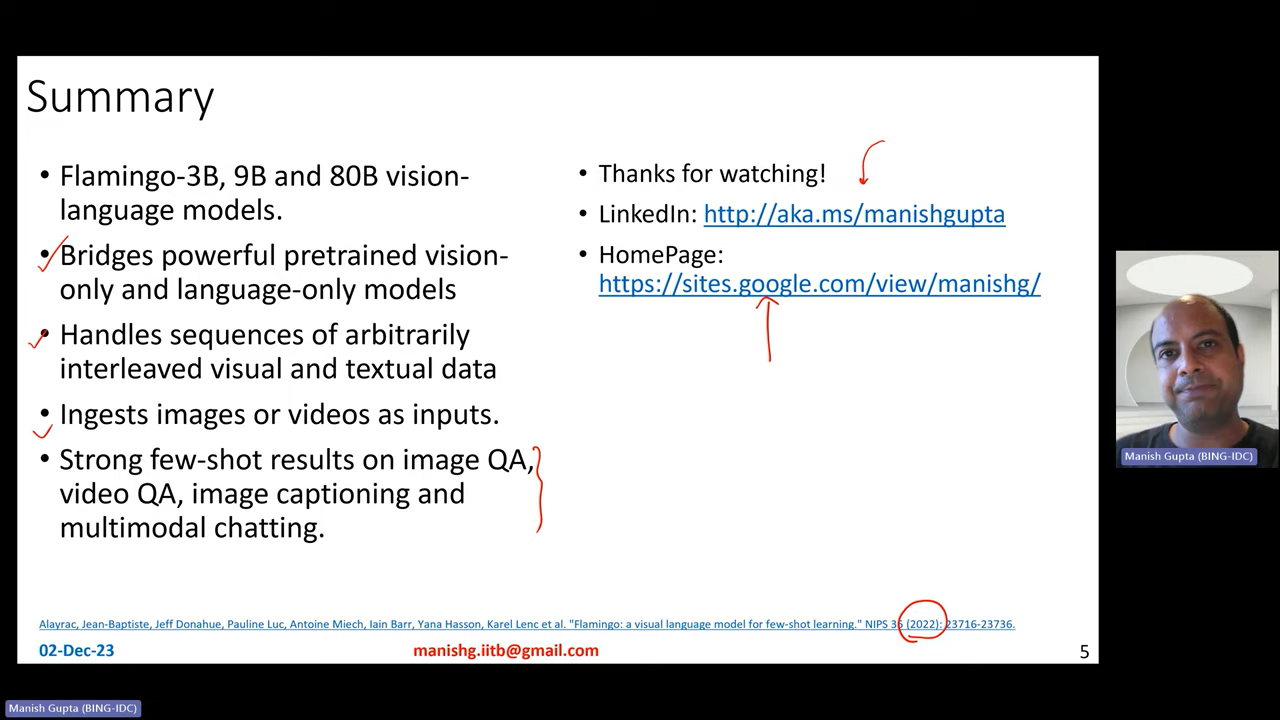 Summary
• Flamingo-3B, 9B and 80B vision-
language models.
• Bridges powerful pretrained vision-
only and language-only models
• Handles sequences of arbitrarily
interleaved visual and textual data
• Ingests images or videos as inputs.
• Strong few-shot results on image QA,
video QA, image captioning and
multimodal chatting.
• Thanks for watching!
• LinkedIn: http://aka.ms/manishgupta
• HomePage:
https://sites.google.com/view/manishg/
Alayrac, Jean-Baptiste, Jeff Donahue, Pauline Luc, Antoine Miech, Iain Barr, Yana Hasson, Karel Lenc et al. "Flamingo: a visual language model for few-shot learning." NIPS 35 (2022): 23716-23736.
02-Dec-23
manishg.iitb@gmail.com
5
Manish Gupta (BING-IDC)
Manish Gupta (BING-IDC)